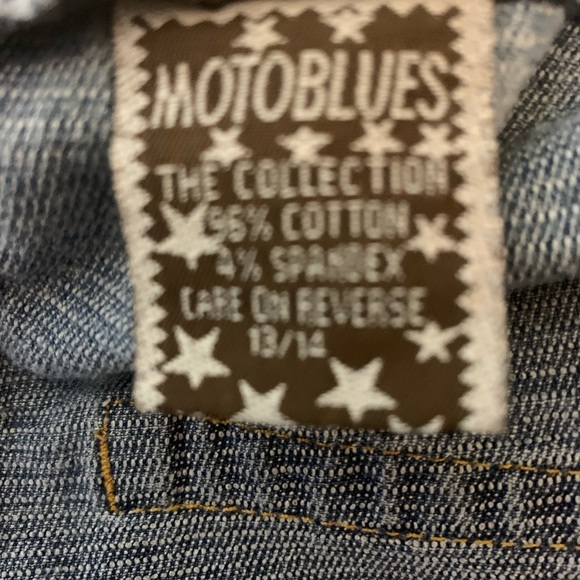 MOTOBLUES
THE COLLECTION
96% COTTON
4% SPANDEX
CARE ON REVERSE
13/14